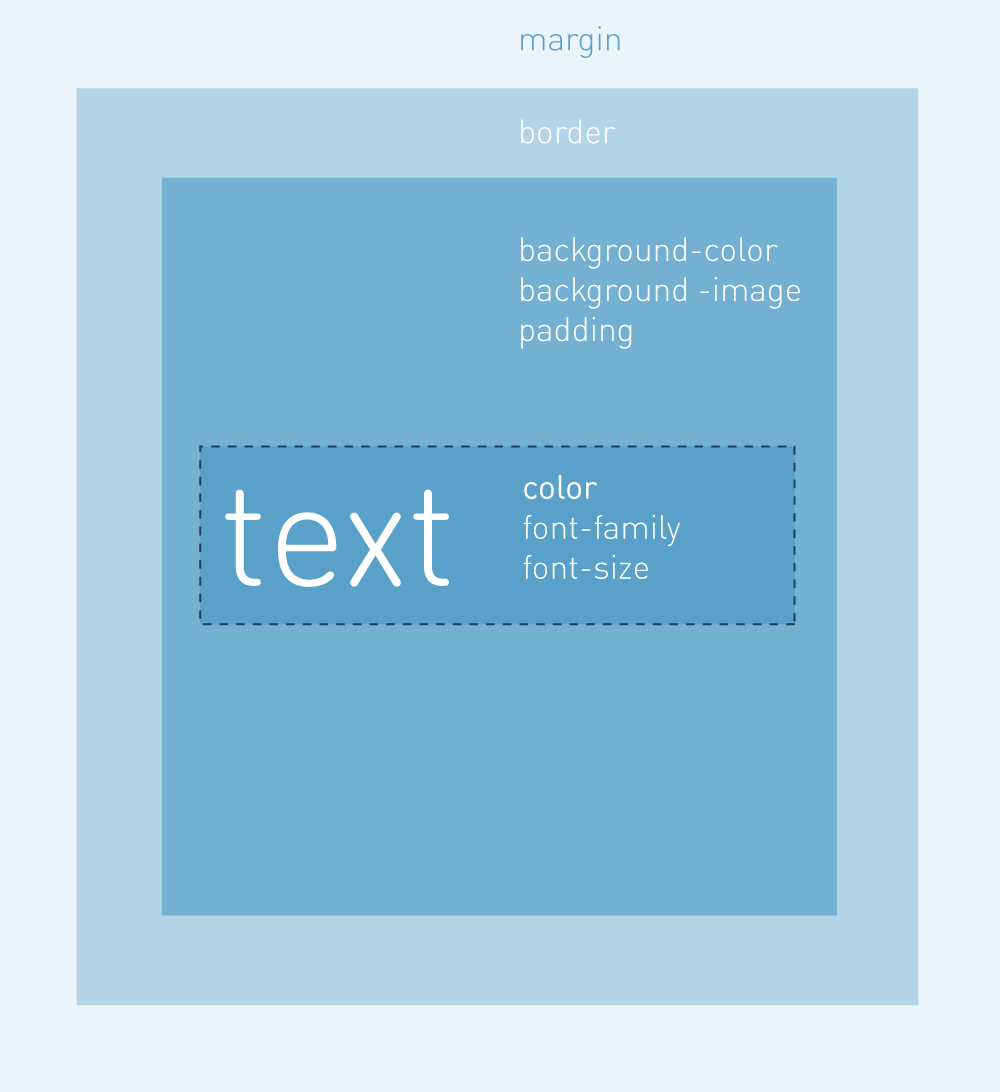 margin
border
background-color
background -image
padding
text
color
font-family
font-size